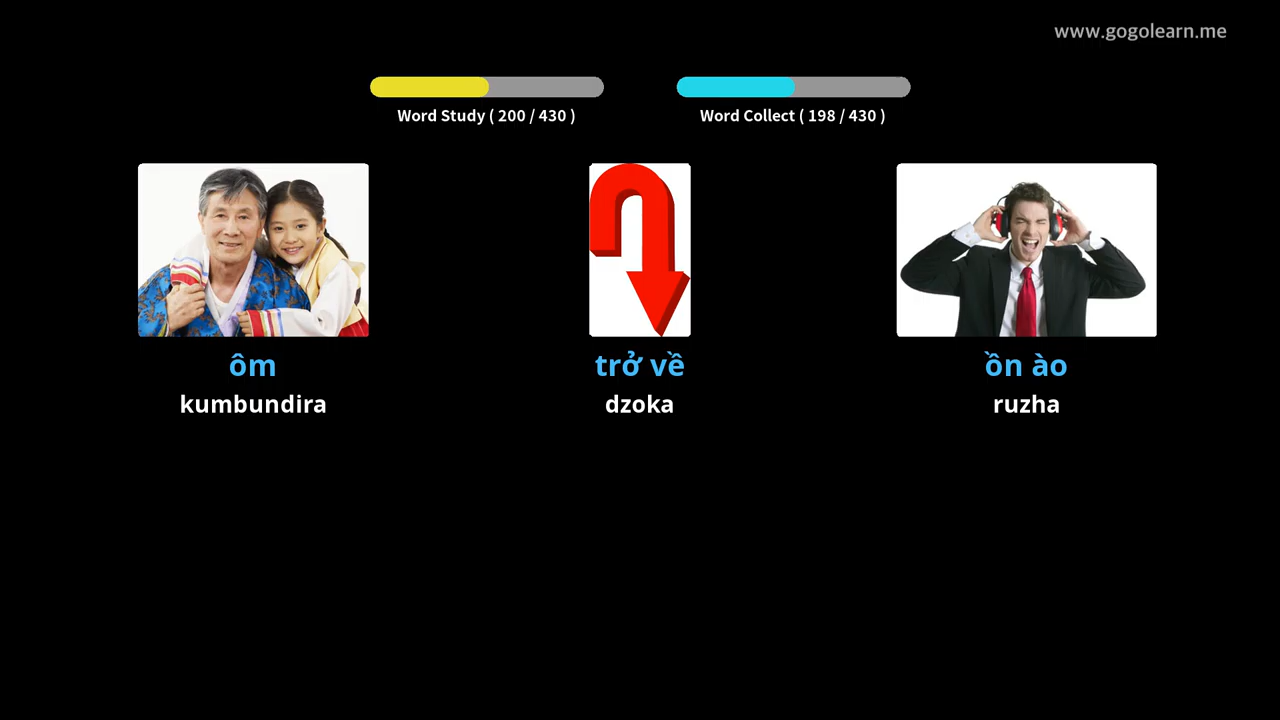 www.gogolearn.me
Word Study ( 200 / 430 )
Word Collect ( 198 / 430 )
ôm
kumbundira
trở về
dzoka
ồn ào
ruzha